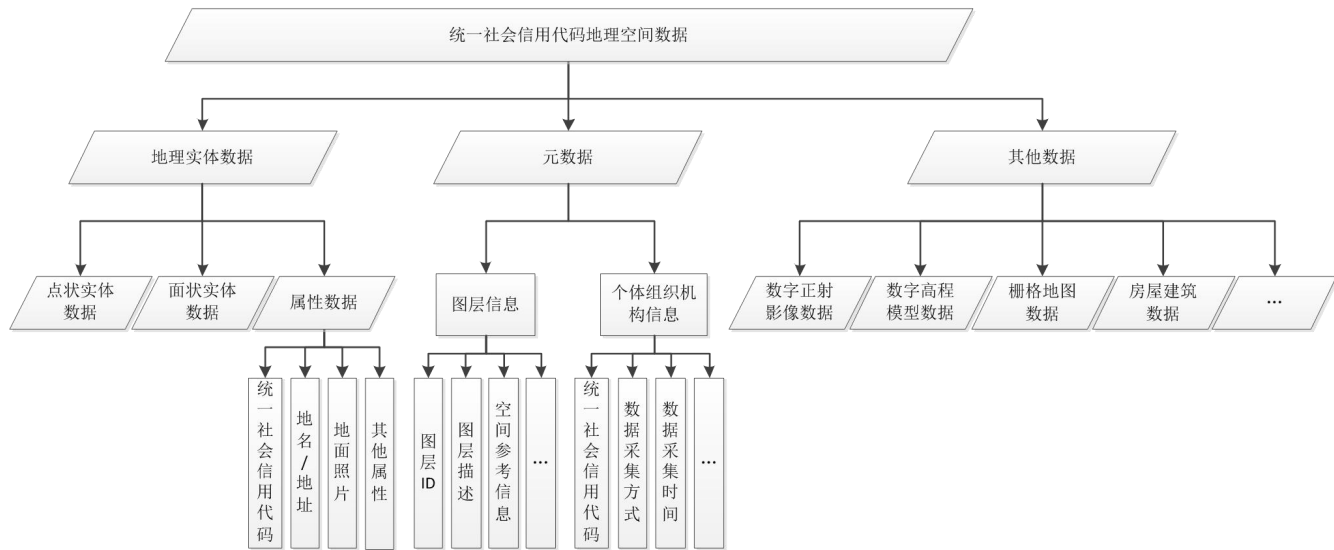 统一社会信用代码地理空间数据
地理实体数据
元数据
其他数据
点状实体
数据
面状实体
数据
属性数据
图层信息
个体组织机
构信息
数字正射
影像数据
数字高程
模型数据
栅格地图
数据
房屋建筑
数据
...
统一社会信用代码
地名/地址
地面照片
其他属性
图层ID
图层描述
空间参考信息
...
统一社会信用代码
数据采集方式
数据采集时间
...